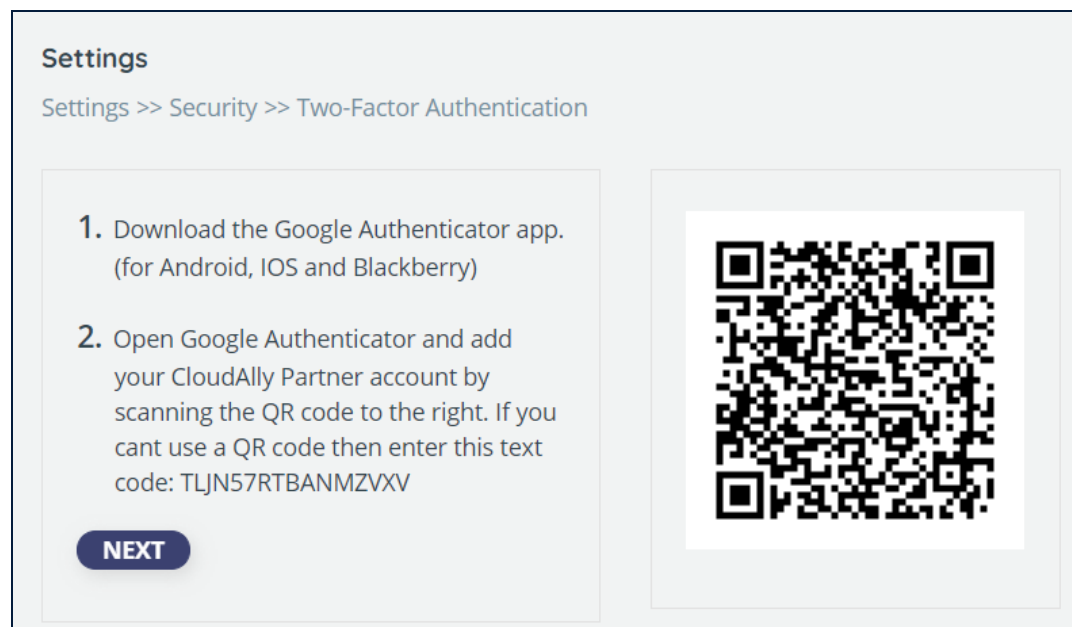 Settings
Settings >> Security >> Two-Factor Authentication
1. Download the Google Authenticator app.
(for Android, IOS and Blackberry)
2. Open Google Authenticator and add
your CloudAlly Partner account by
scanning the QR code to the right. If you
cant use a QR code then enter this text
code: TLJN57RTBANMZVXV
NEXT